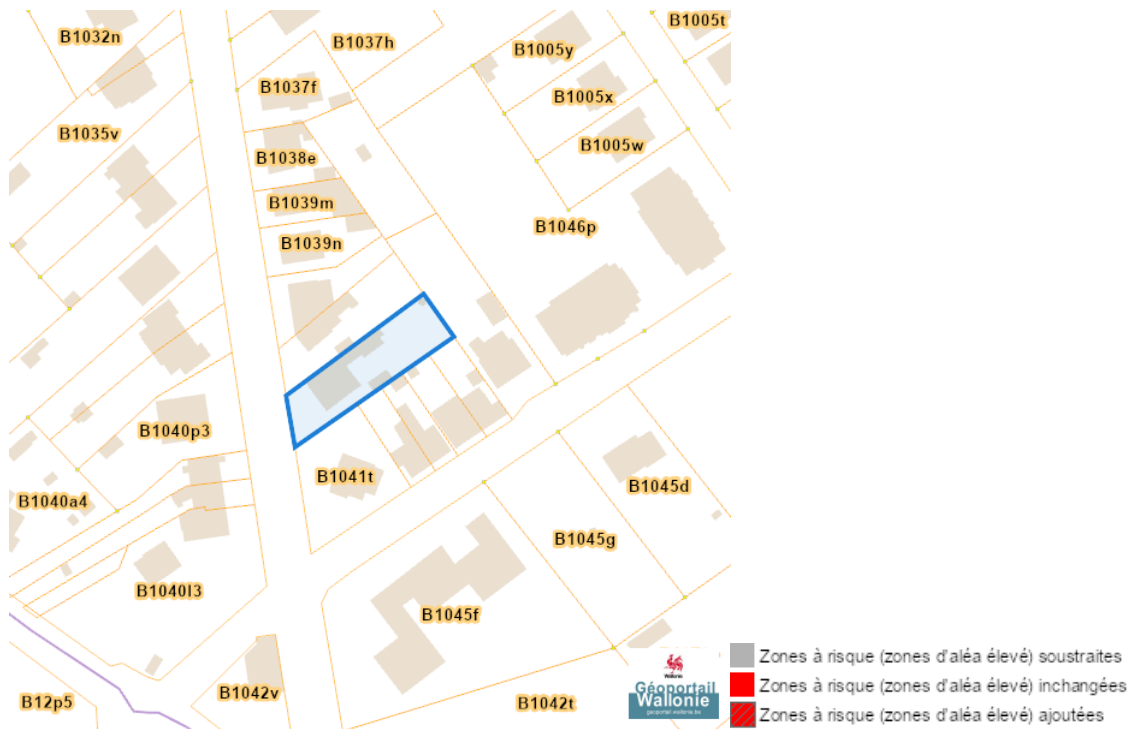 B1032n
B1037h
B1005t
B1005y
B1037f
B1005x
B1035v
B1005w
B1038e
B1039m
B1046p
B1039n
B1040p3
B1041t
B1045d
B1040a4
B1045g
B1040l3
B1045f
B1042v
B12p5
B1042t
Wallonie
Géoportail
Wallonie
geoportail.wallonie.be
Zones à risque (zones d'aléa élevé) soustraites
Zones à risque (zones d'aléa élevé) inchangées
Zones à risque (zones d'aléa élevé) ajoutées